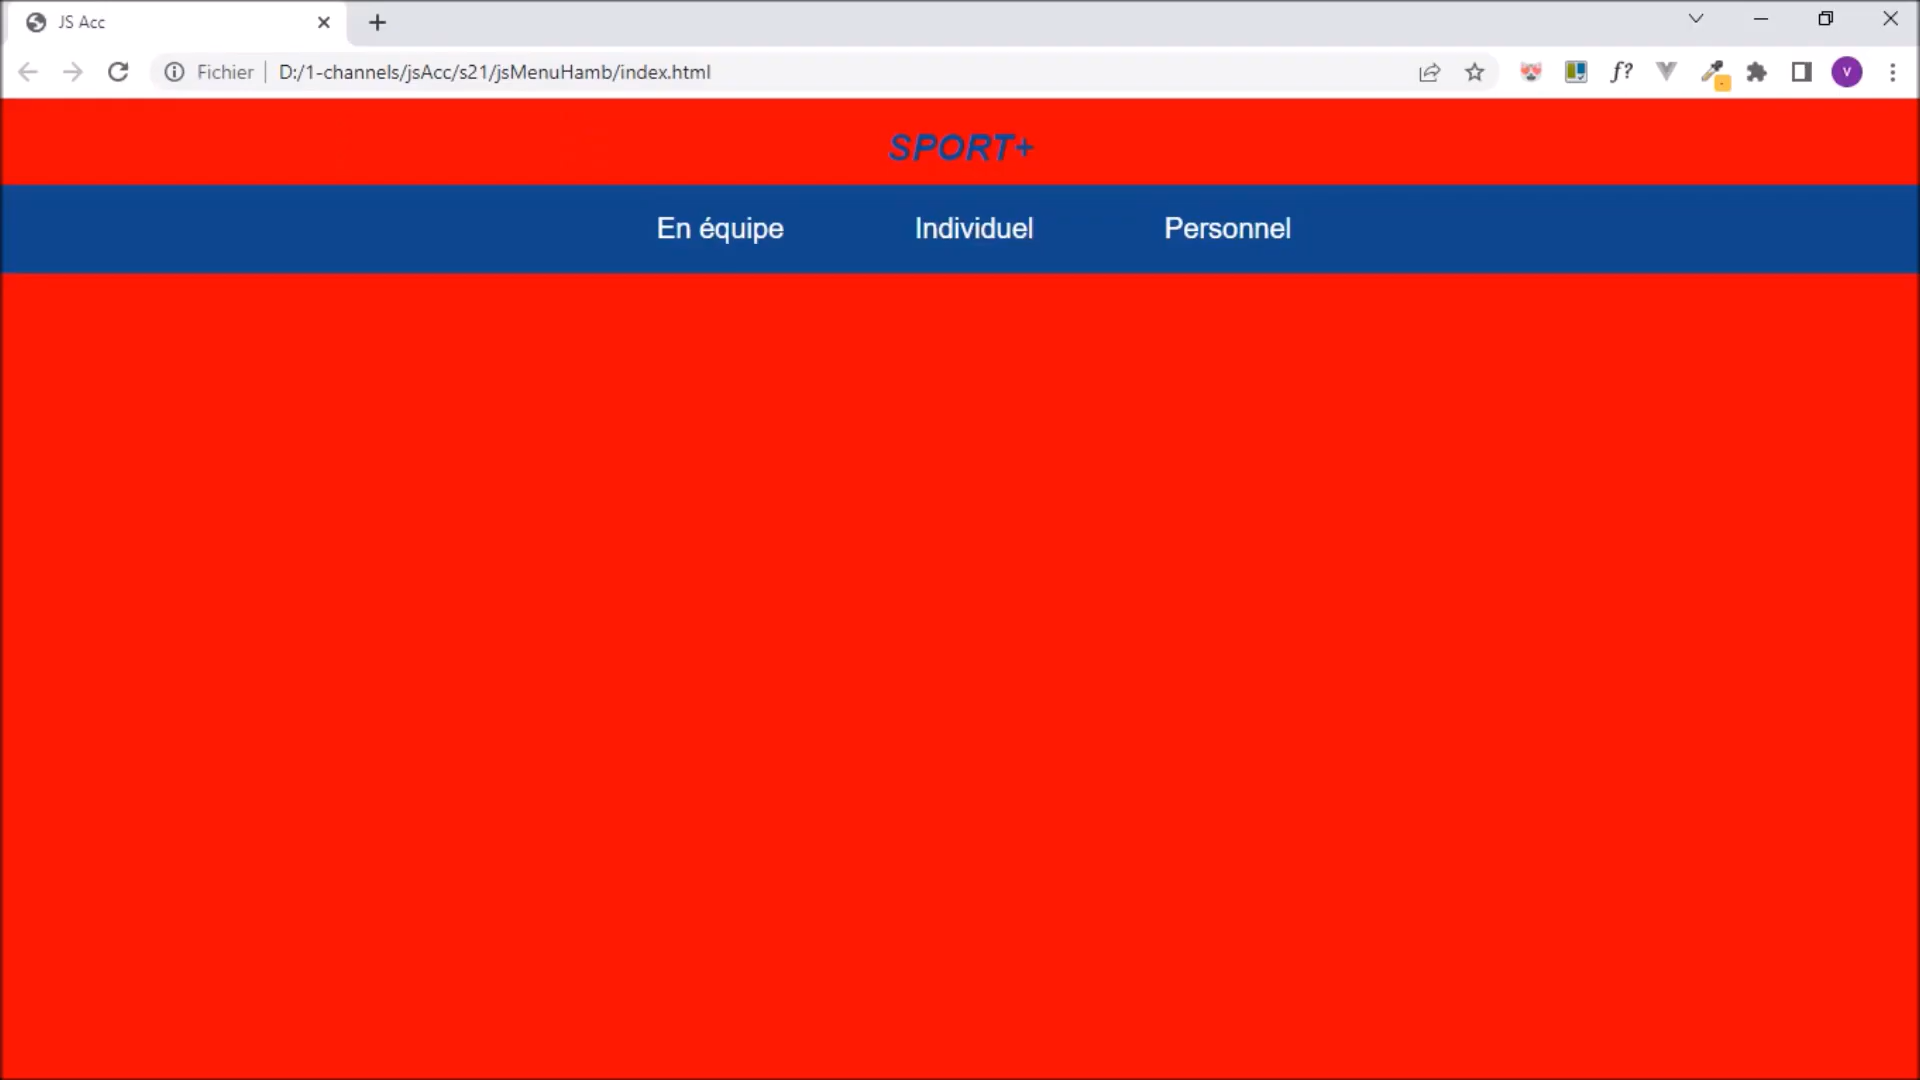 JS Acc
Fichier D:/1-channels/jsAcc/s21/jsMenuHamb/index.html
f?
V
SPORT+
En équipe Individuel Personnel